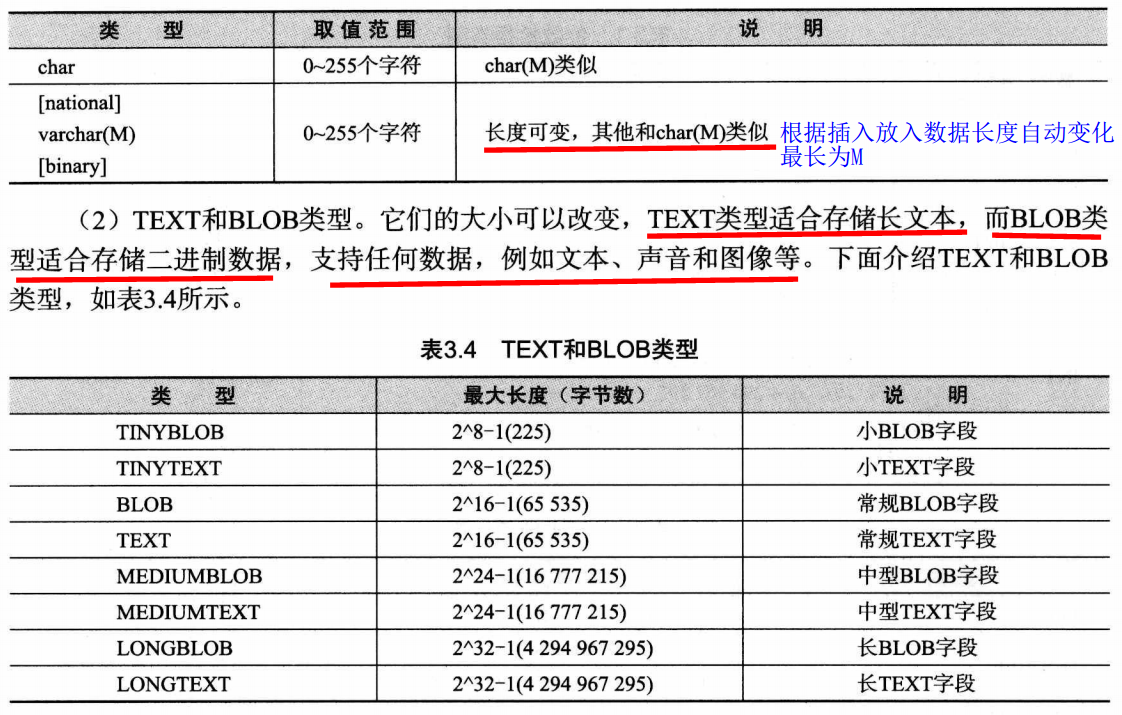 类 型 取值范围 说 明
char 0~255个字符 char(M)类似
[national]
varchar(M) 0~255个字符 长度可变，其他和char(M)类似 根据插入放入数据长度自动变化
[binary] 最长为M
（2）TEXT和BLOB类型。它们的大小可以改变，TEXT类型适合存储长文本，而BLOB类
型适合存储二进制数据，支持任何数据，例如文本、声音和图像等。下面介绍TEXT和BLOB
类型，如表3.4所示。
表3.4 TEXT和BLOB类型
类 型 最大长度（字节数） 说 明
TINYBLOB 2^8-1(225) 小BLOB字段
TINYTEXT 2^8-1(225) 小TEXT字段
BLOB 2^16-1(65 535) 常规BLOB字段
TEXT 2^16-1(65 535) 常规TEXT字段
MEDIUMBLOB 2^24-1(16 777 215) 中型BLOB字段
MEDIUMTEXT 2^24-1(16 777 215) 中型TEXT字段
LONGBLOB 2^32-1(4 294 967 295) 长BLOB字段
LONGTEXT 2^32-1(4 294 967 295) 长TEXT字段